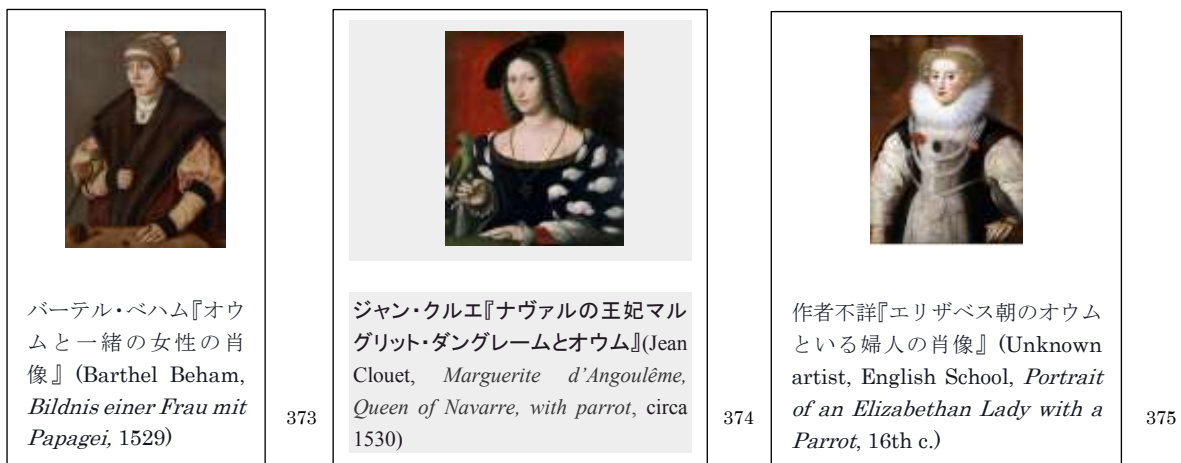 バーテル・ベハム『オウ
ムと一緒の女性の肖
像』 (Barthel Beham,
Bildnis einer Frau mit
Papagei, 1529)
373
ジャン・クルエ『ナヴァルの王妃マル
グリット・ダングレームとオウム』(Jean
Clouet, Marguerite d'Angoulême,
Queen of Navarre, with parrot, circa
1530)
374
作者不詳『エリザベス朝のオウム
といる婦人の肖像』 (Unknown
artist, English School, Portrait
of an Elizabethan Lady with a
Parrot, 16th c.)
375